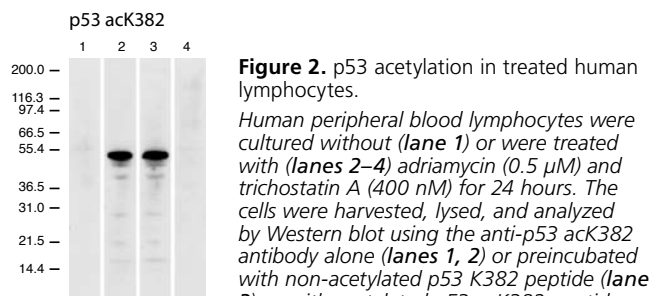 p53 acK382
1 2 3 4
200.0
116.3
97.4
66.5
55.4
36.5
31.0
21.5
14.4
Figure 2. p53 acetylation in treated human
lymphocytes.
Human peripheral blood lymphocytes were
cultured without (lane 1) or were treated
with (lanes 2–4) adriamycin (0.5 µM) and
trichostatin A (400 nM) for 24 hours. The
cells were harvested, lysed, and analyzed
by Western blot using the anti-p53 acK382
antibody alone (lanes 1, 2) or preincubated
with non-acetylated p53 K382 peptide (lane